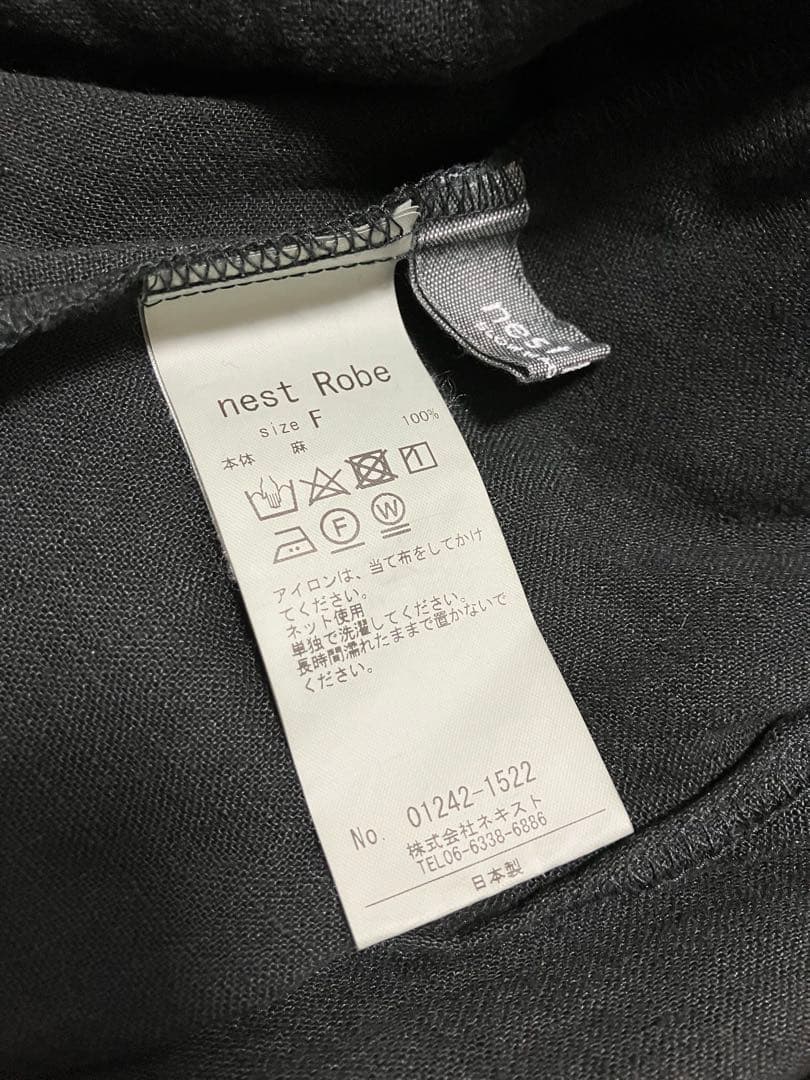 nest Robe
size F
本体 麻 100%
1
F W
アイロンは、当て布をしてかけ
てください。
ネット使用
単独で洗濯してください。
長時間濡れたままで置かないで
ください。
No. 01242-1522
株式会社ネキスト
TEL06-6338-6886
日本製
nest